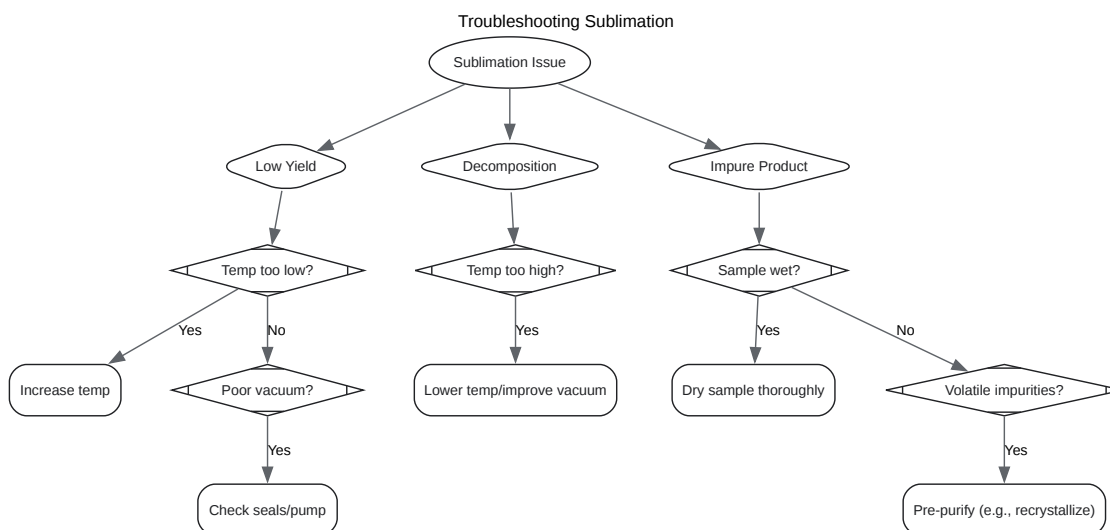 Troubleshooting Sublimation
Sublimation Issue
Low Yield
Decomposition
Impure Product
Temp too low?
Temp too high?
Sample wet?
Yes
No
Yes
Yes
No
Increase temp
Poor vacuum?
Lower temp/improve vacuum
Dry sample thoroughly
Volatile impurities?
Yes
Yes
Check seals/pump
Pre-purify (e.g., recrystallize)